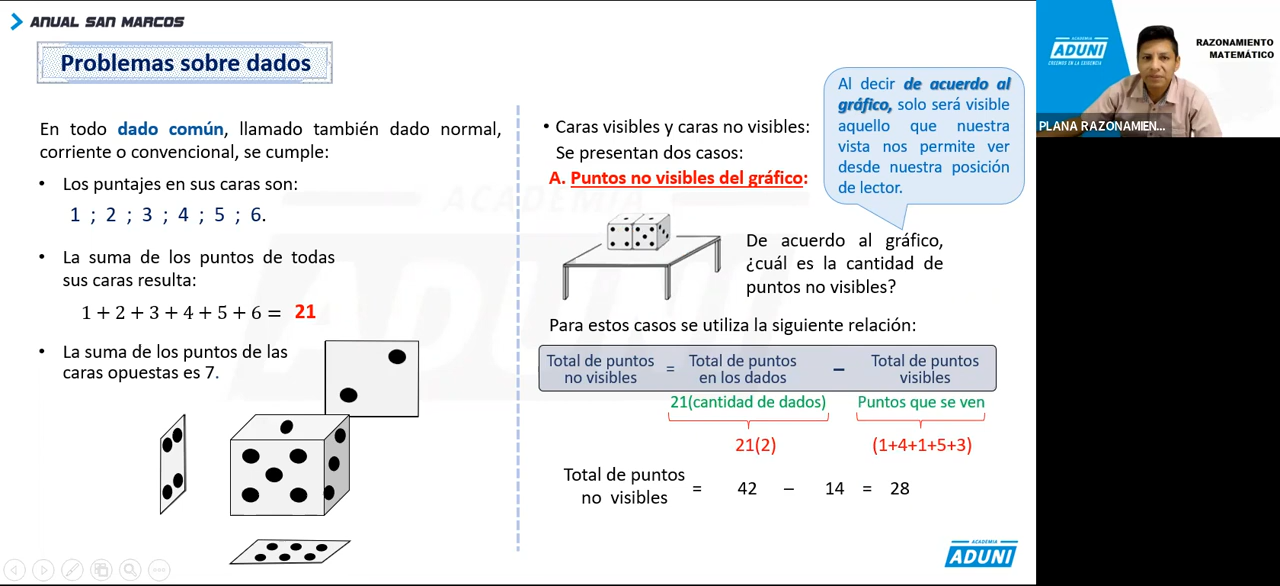 ANUAL SAN MARCOS
Problemas sobre dados
En todo dado común, llamado también dado normal,
corriente o convencional, se cumple:
• Los puntajes en sus caras son:
1 ; 2 ; 3 ; 4 ; 5 ; 6.
• La suma de los puntos de todas
sus caras resulta:
1 + 2 + 3 + 4 + 5 + 6 = 21
• La suma de los puntos de las
caras opuestas es 7.
• Caras visibles y caras no visibles:
Se presentan dos casos:
A. Puntos no visibles del gráfico:
Al decir de acuerdo al
gráfico, solo será visible
aquello que nuestra
vista nos permite ver
desde nuestra posición
de lector.
De acuerdo al gráfico,
¿cuál es la cantidad de
puntos no visibles?
Para estos casos se utiliza la siguiente relación:
Total de puntos no visibles = Total de puntos en los dados − Total de puntos visibles
21(cantidad de dados) Puntos que se ven
21(2) (1+4+1+5+3)
Total de puntos
no visibles = 42 − 14 = 28
ACADEMIA
ADUNI
ACADEMIA
ADUNI
ACADEMIA
ADUNI
CRECEMOS EN LA EXIGENCIA
RAZONAMIENTO
MATEMÁTICO
PLANA RAZONAMIEN...